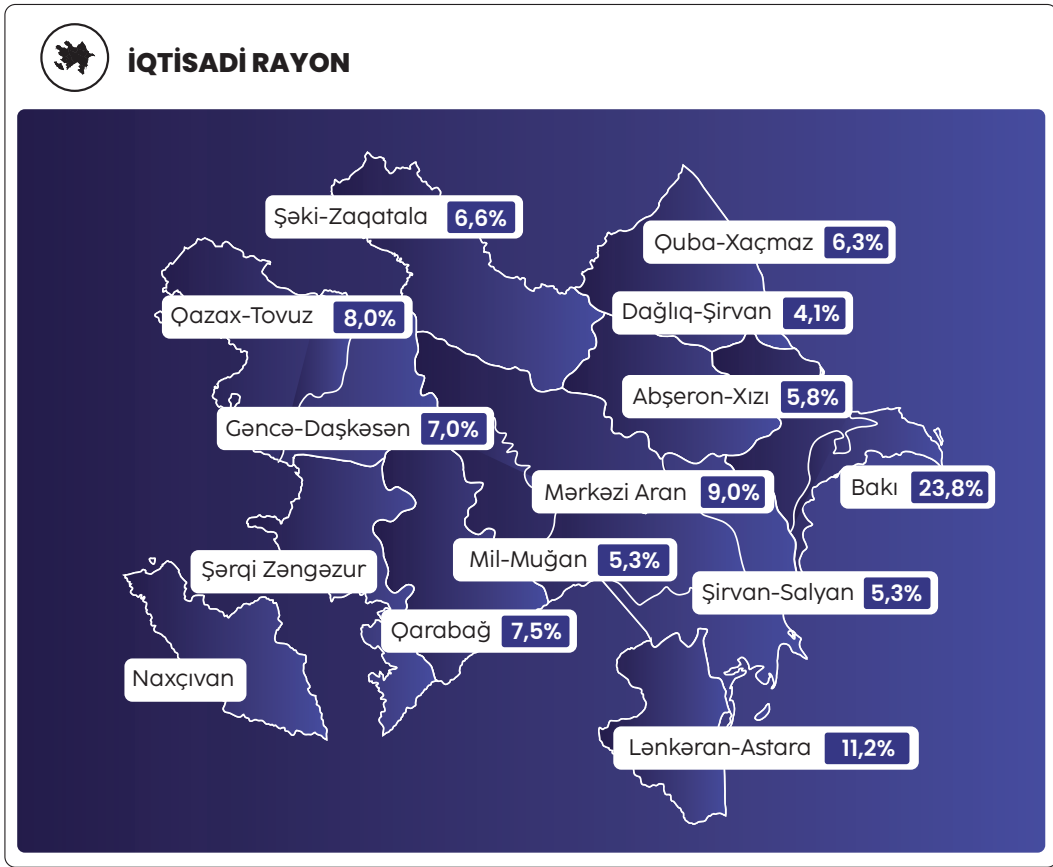 İQTİSADİ RAYON
Şəki-Zaqatala 6,6%
Quba-Xaçmaz 6,3%
Qazax-Tovuz 8,0%
Dağlıq-Şirvan 4,1%
Abşeron-Xızı 5,8%
Gəncə-Daşkəsən 7,0%
Mərkəzi Aran 9,0%
Bakı 23,8%
Mil-Muğan 5,3%
Şərqi Zəngəzur
Şirvan-Salyan 5,3%
Qarabağ 7,5%
Naxçıvan
Lənkəran-Astara 11,2%